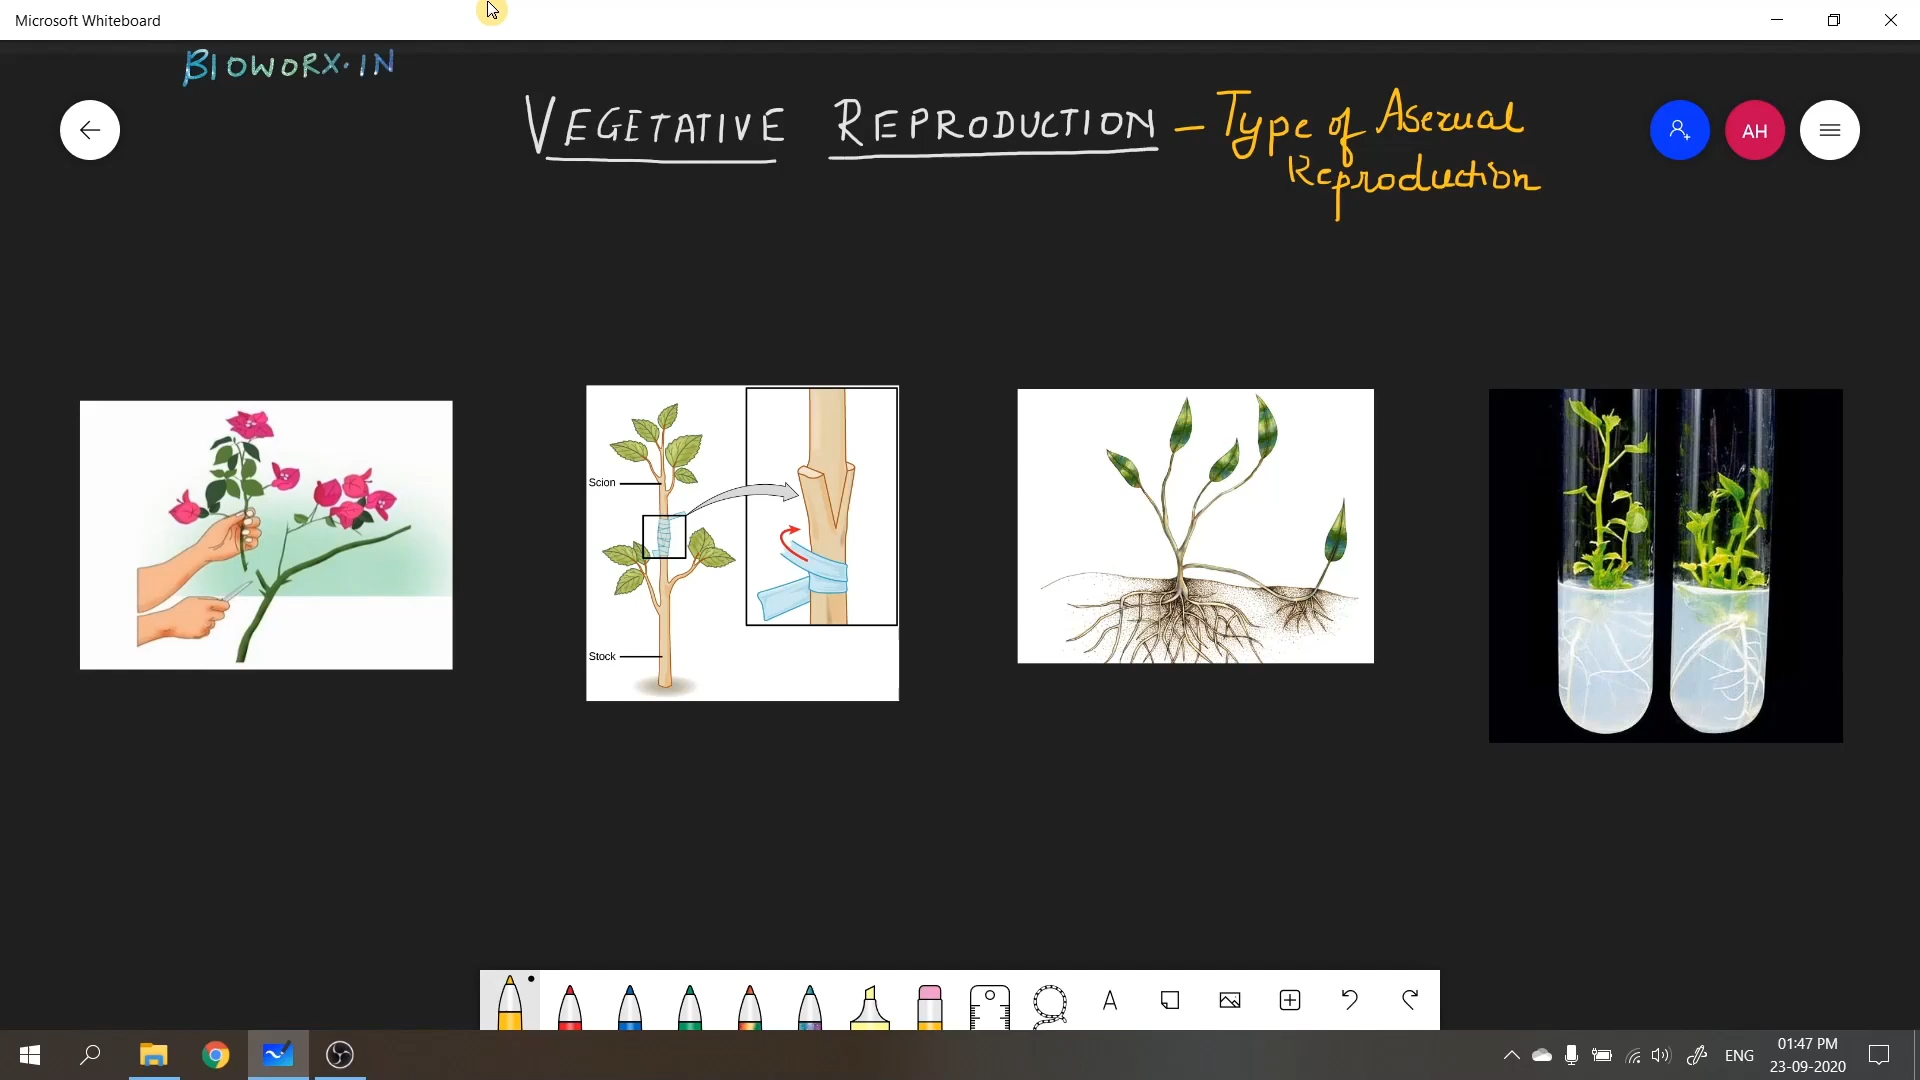 Microsoft Whiteboard
BIOWORX.IN
VEGETATIVE REPRODUCTION – Type of Asexual
Reproduction
AH
Scion
Stock
A
ENG
01:47 PM
23-09-2020